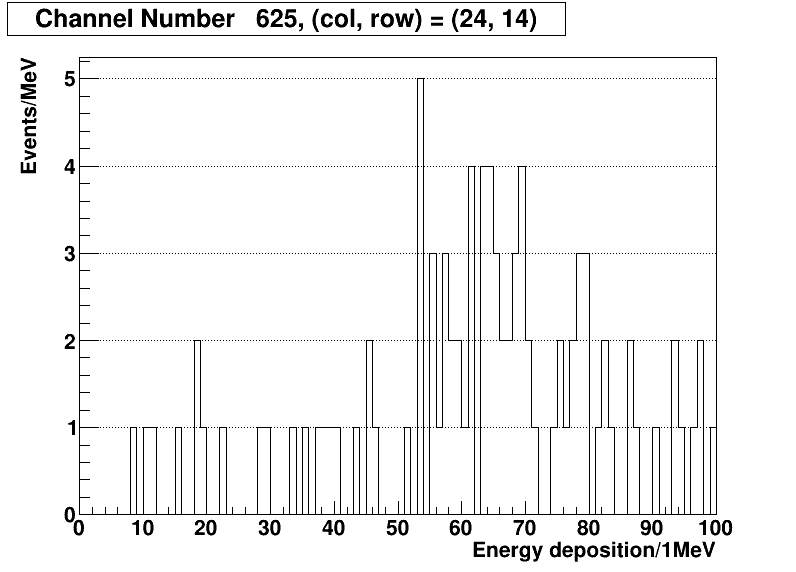 Channel Number 625, (col, row) = (24, 14)
Events/MeV
5
4
3
2
1
0
0 10 20 30 40 50 60 70 80 90 100
Energy deposition/1MeV